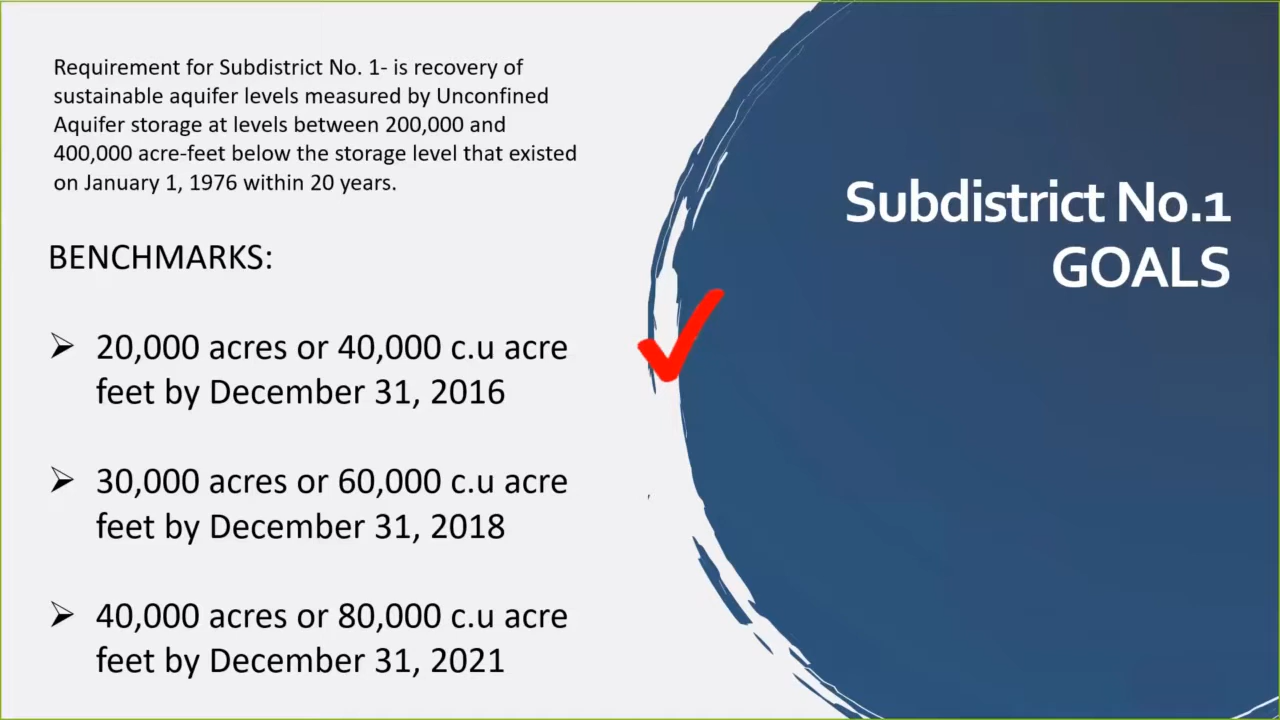 Requirement for Subdistrict No. 1- is recovery of
sustainable aquifer levels measured by Unconfined
Aquifer storage at levels between 200,000 and
400,000 acre-feet below the storage level that existed
on January 1, 1976 within 20 years.
BENCHMARKS:
➢ 20,000 acres or 40,000 c.u acre
feet by December 31, 2016
➢ 30,000 acres or 60,000 c.u acre
feet by December 31, 2018
➢ 40,000 acres or 80,000 c.u acre
feet by December 31, 2021
Subdistrict No.1
GOALS